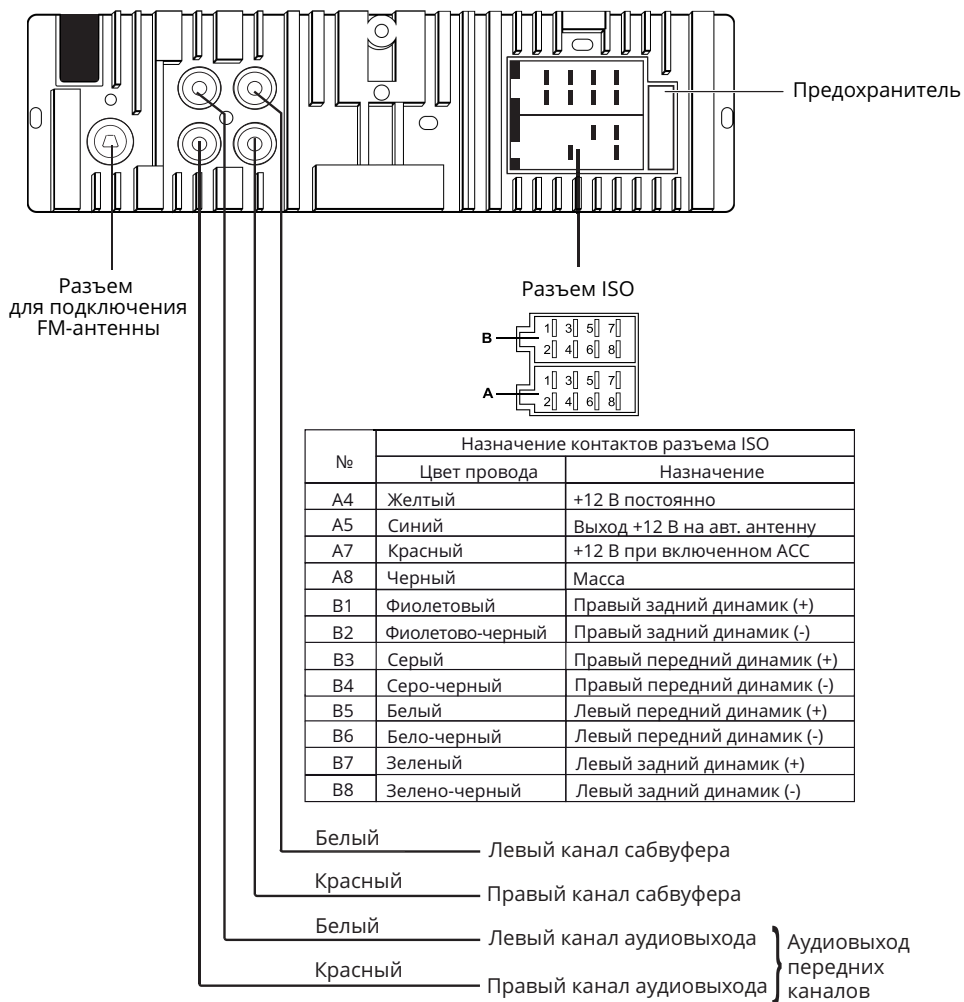 Предохранитель
Разъем
для подключения
FM-антенны
Разъем ISO
B
1 3 5 7
2 4 6 8
A
1 3 5 7
2 4 6 8
№ Назначение контактов разъема ISO
Цвет провода Назначение
A4 Желтый +12 В постоянно
A5 Синий Выход +12 В на авт. антенну
A7 Красный +12 В при включенном ACC
A8 Черный Масса
B1 Фиолетовый Правый задний динамик (+)
B2 Фиолетово-черный Правый задний динамик (-)
B3 Серый Правый передний динамик (+)
B4 Серо-черный Правый передний динамик (-)
B5 Белый Левый передний динамик (+)
B6 Бело-черный Левый передний динамик (-)
B7 Зеленый Левый задний динамик (+)
B8 Зелено-черный Левый задний динамик (-)
Белый Левый канал сабвуфера
Красный Правый канал сабвуфера
Белый Левый канал аудиовыхода
Красный Правый канал аудиовыхода
Аудиовыход
передних
каналов